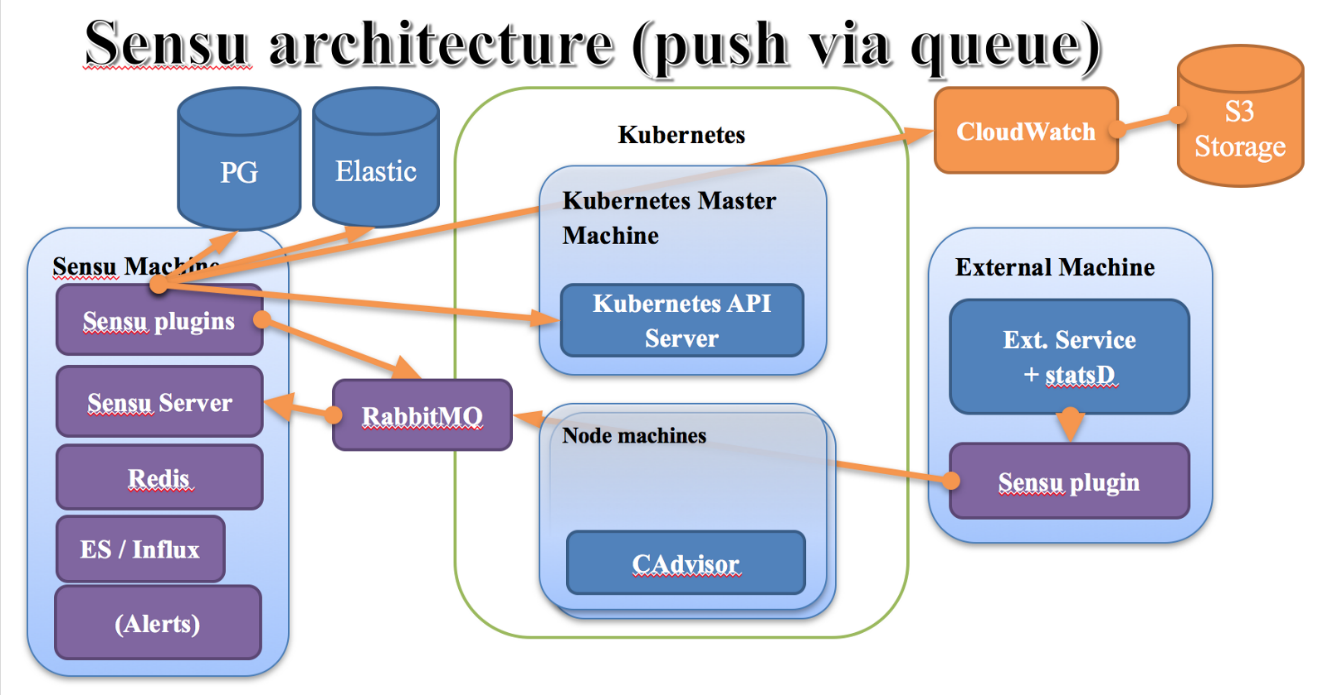 Sensu architecture (push via queue)
PG
Elastic
Kubernetes
CloudWatch
S3
Storage
Kubernetes Master
Machine
Kubernetes API
Server
Sensu Machine
Sensu plugins
Sensu Server
Redis
ES / Influx
(Alerts)
RabbitMQ
Node machines
CAdvisor
External Machine
Ext. Service
+ statsD
Sensu plugin